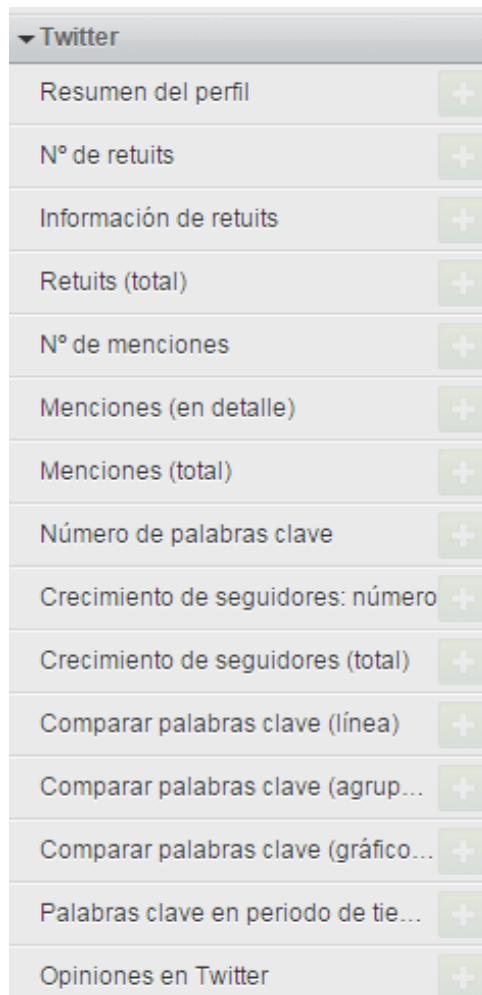 Twitter
Resumen del perfil
Nº de retuits
Información de retuits
Retuits (total)
Nº de menciones
Menciones (en detalle)
Menciones (total)
Número de palabras clave
Crecimiento de seguidores: número
Crecimiento de seguidores (total)
Comparar palabras clave (línea)
Comparar palabras clave (agrup...
Comparar palabras clave (gráfico...
Palabras clave en periodo de tie...
Opiniones en Twitter